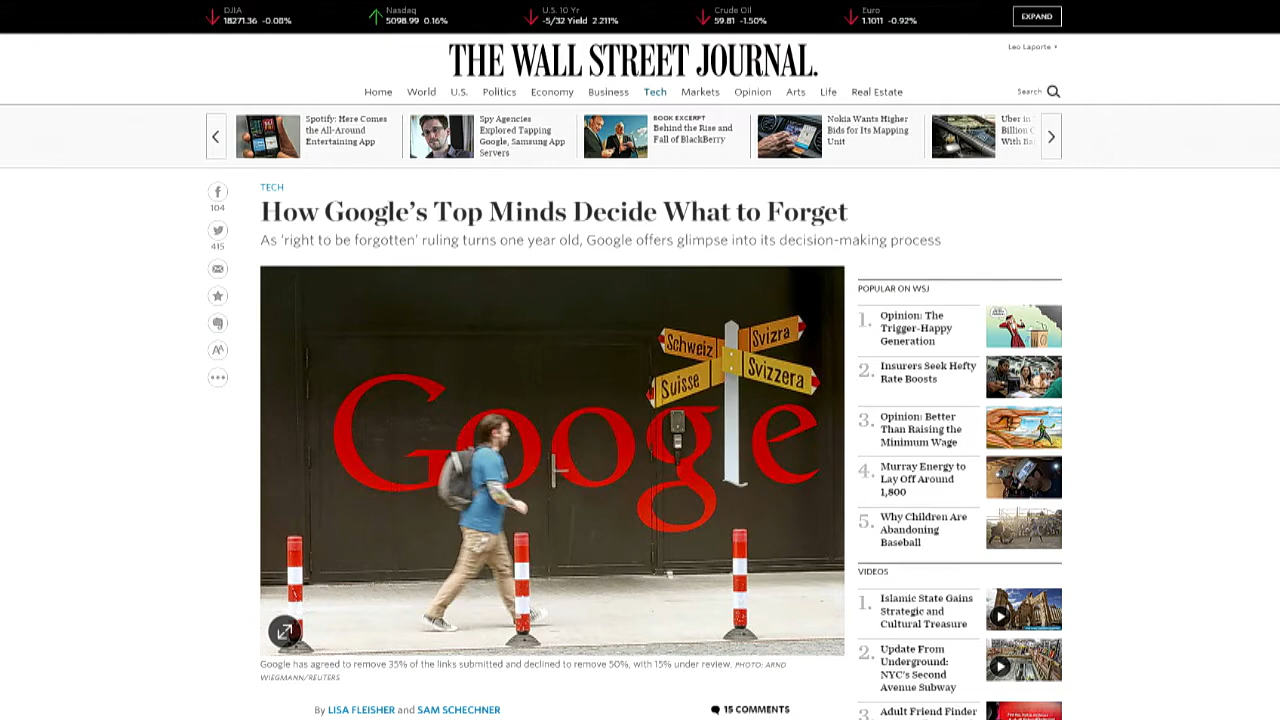 DJIA
18271.36 -0.08%
Nasdaq
5098.99 0.16%
U.S. 10 Yr
-5/32 Yield 2.211%
Crude Oil
59.81 -1.50%
Euro
1.1011 -0.92%
EXPAND
THE WALL STREET JOURNAL.
Leo Laporte
Home World U.S. Politics Economy Business Tech Markets Opinion Arts Life Real Estate
Search
Spotify: Here Comes
the All-Around
Entertaining App
Spy Agencies
Explored Tapping
Google, Samsung App
Servers
BOOK EXCERPT
Behind the Rise and
Fall of BlackBerry
Nokia Wants Higher
Bids for Its Mapping
Unit
Uber in
Billion
With
TECH
How Google's Top Minds Decide What to Forget
As 'right to be forgotten' ruling turns one year old, Google offers glimpse into its decision-making process
104
415
Schweiz
Svizra
Suisse
Svizzera
Google
Google has agreed to remove 35% of the links submitted and declined to remove 50%, with 15% under review. PHOTO: ARND
WIEGMANN/REUTERS
By LISA FLEISHER and SAM SCHECHNER
15 COMMENTS
POPULAR ON WSJ
1. Opinion: The
Trigger-Happy
Generation
2. Insurers Seek Hefty
Rate Boosts
3. Opinion: Better
Than Raising the
Minimum Wage
4. Murray Energy to
Lay Off Around
1,800
5. Why Children Are
Abandoning
Baseball
VIDEOS
1. Islamic State Gains
Strategic and
Cultural Treasure
2. Update From
Underground:
NYC's Second
Avenue Subway
3. Adult Friend Finder